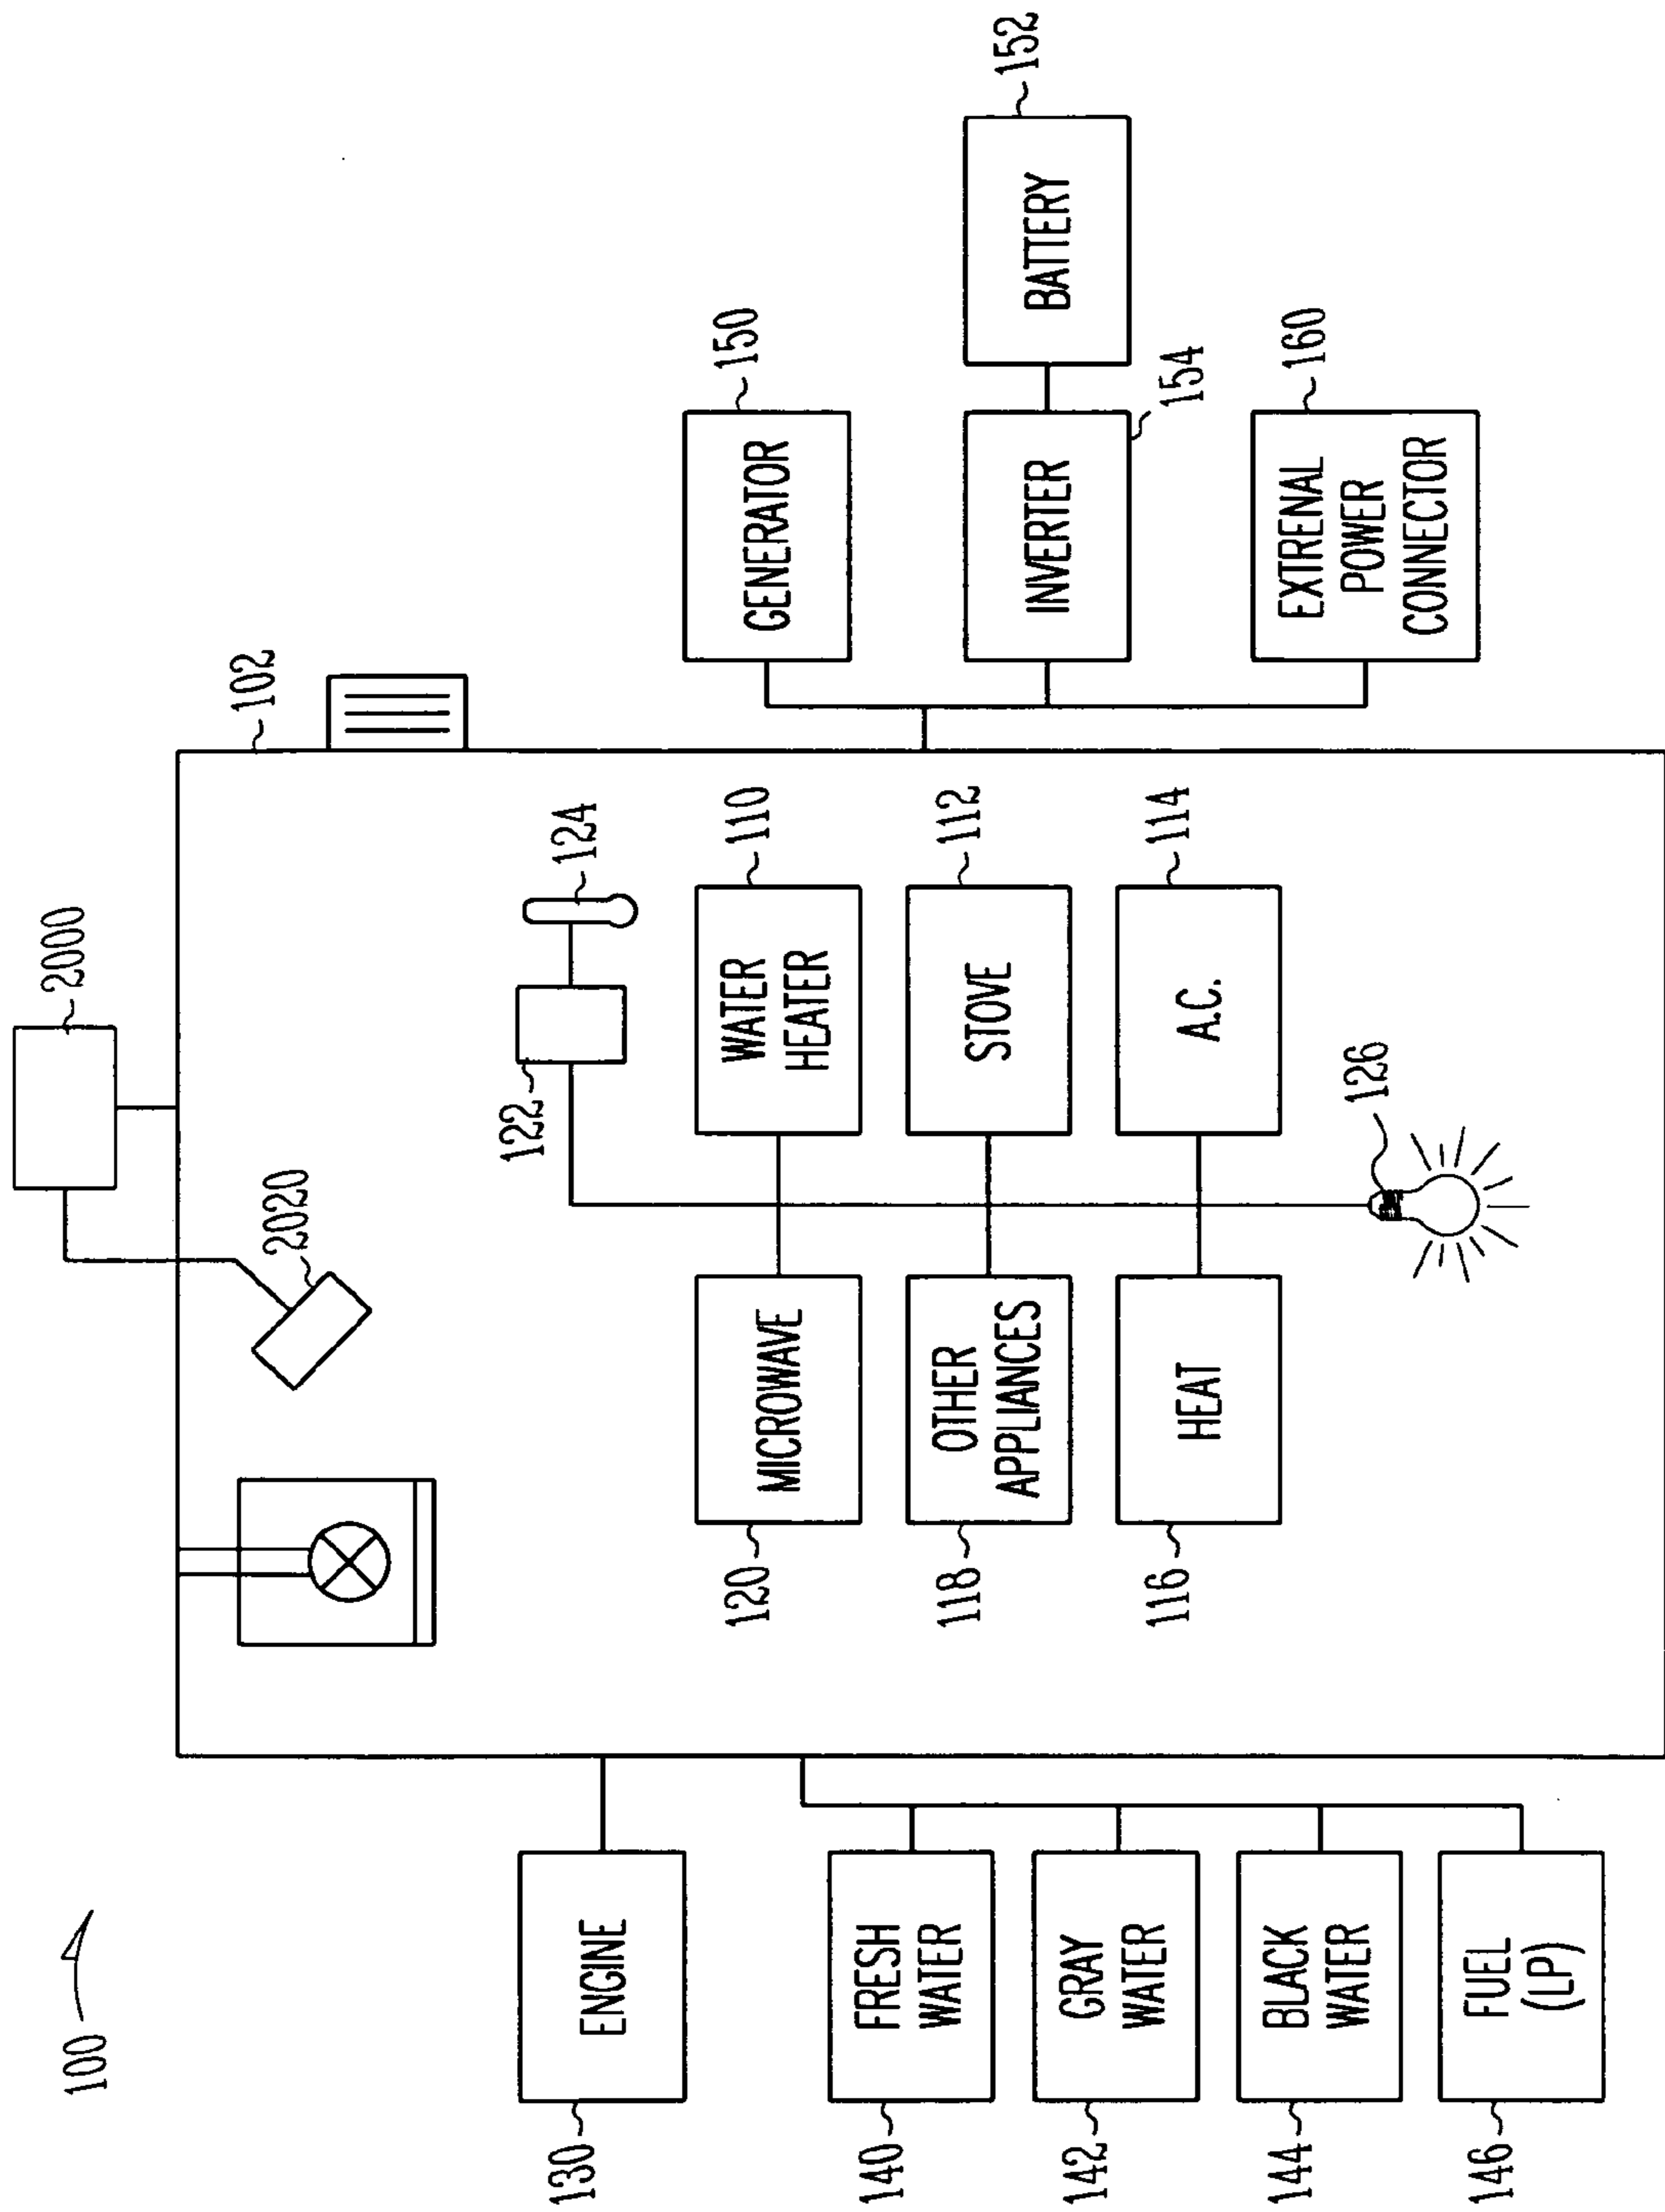 100
2000
2020
102
122
124
MICROWAVE
120
WATER
HEATER
110
OTHER
APPLIANCES
118
STOVE
112
HEAT
116
A.C.
114
126
ENGINE
130
FRESH
WATER
140
GRAY
WATER
142
BLACK
WATER
144
FUEL
(LP)
146
GENERATOR
150
INVERTER
154
BATTERY
152
EXTRENAL
POWER
CONNECTOR
160